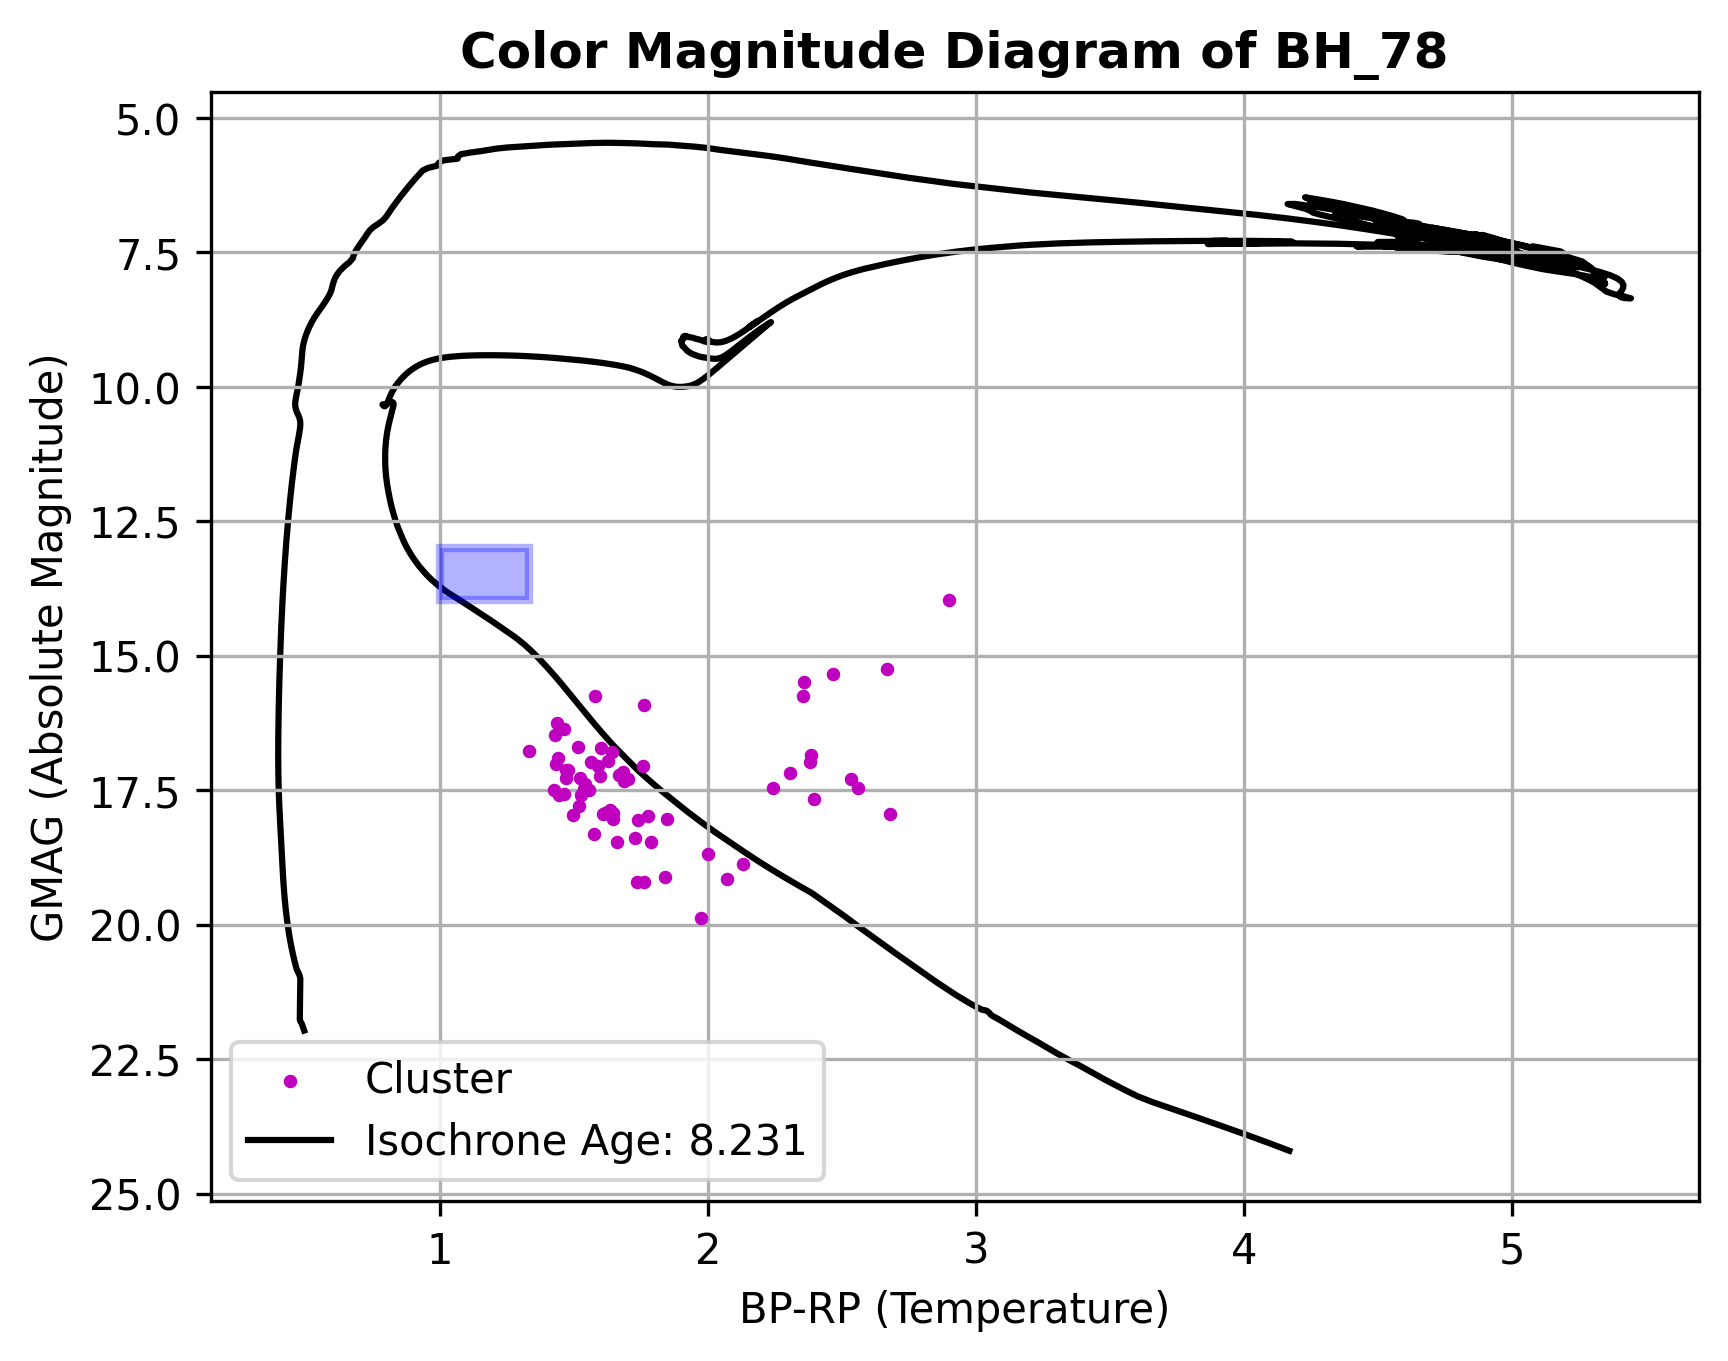 Color Magnitude Diagram of BH_78
GMAG (Absolute Magnitude)
5.0
7.5
10.0
12.5
15.0
17.5
20.0
22.5
25.0
Cluster
Isochrone Age: 8.231
1 2 3 4 5
BP-RP (Temperature)